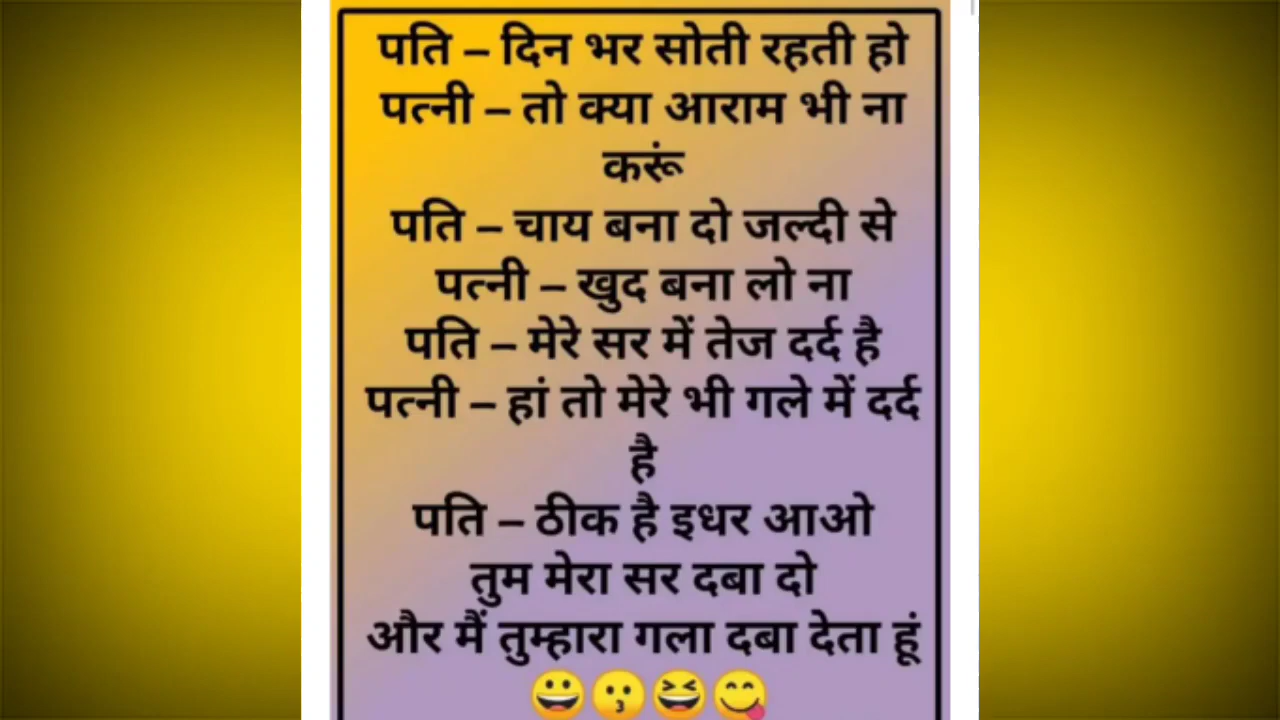 पति – दिन भर सोती रहती हो
पत्नी – तो क्या आराम भी ना
करूं
पति – चाय बना दो जल्दी से
पत्नी – खुद बना लो ना
पति – मेरे सर में तेज दर्द है
पत्नी – हां तो मेरे भी गले में दर्द
है
पति – ठीक है इधर आओ
तुम मेरा सर दबा दो
और मैं तुम्हारा गला दबा देता हूं
😀😗😆😋